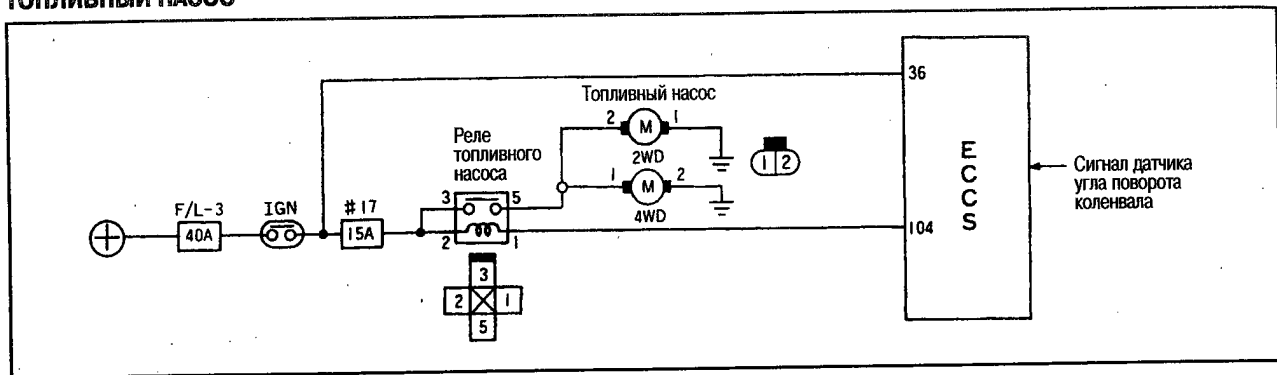 ТОПЛИВНЫЙ НАСОС
36
Топливный насос
2 M 1
2WD
1 2
Реле
топливного
насоса
3 5
1 M 2
4WD
E
C
C
S
Сигнал датчика
угла поворота
коленвала
F/L-3 IGN #17
40A 15A
2 1
104
3
2 1
5